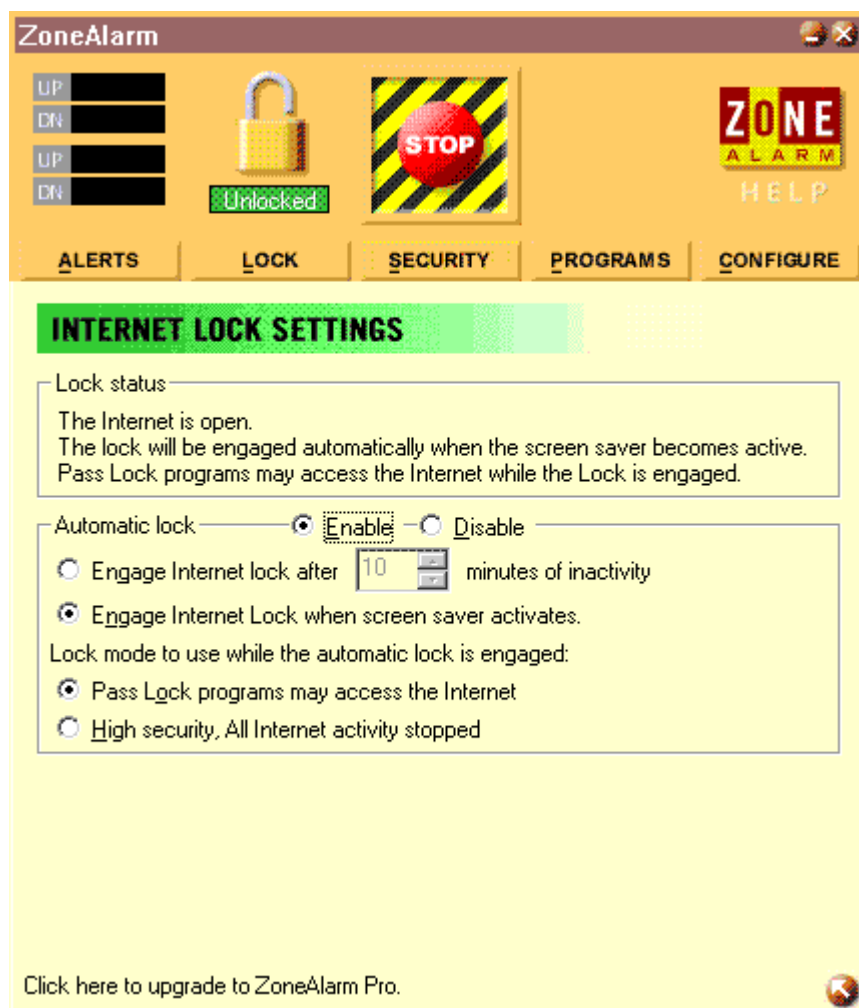 ZoneAlarm
UP
DN
UP
DN
Unlocked
STOP
ZONE
ALARM
HELP
ALERTS
LOCK
SECURITY
PROGRAMS
CONFIGURE
INTERNET LOCK SETTINGS
Lock status
The Internet is open.
The lock will be engaged automatically when the screen saver becomes active.
Pass Lock programs may access the Internet while the Lock is engaged.
Automatic lock Enable Disable
Engage Internet lock after 10 minutes of inactivity
Engage Internet Lock when screen saver activates.
Lock mode to use while the automatic lock is engaged:
Pass Lock programs may access the Internet
High security, All Internet activity stopped
Click here to upgrade to ZoneAlarm Pro.